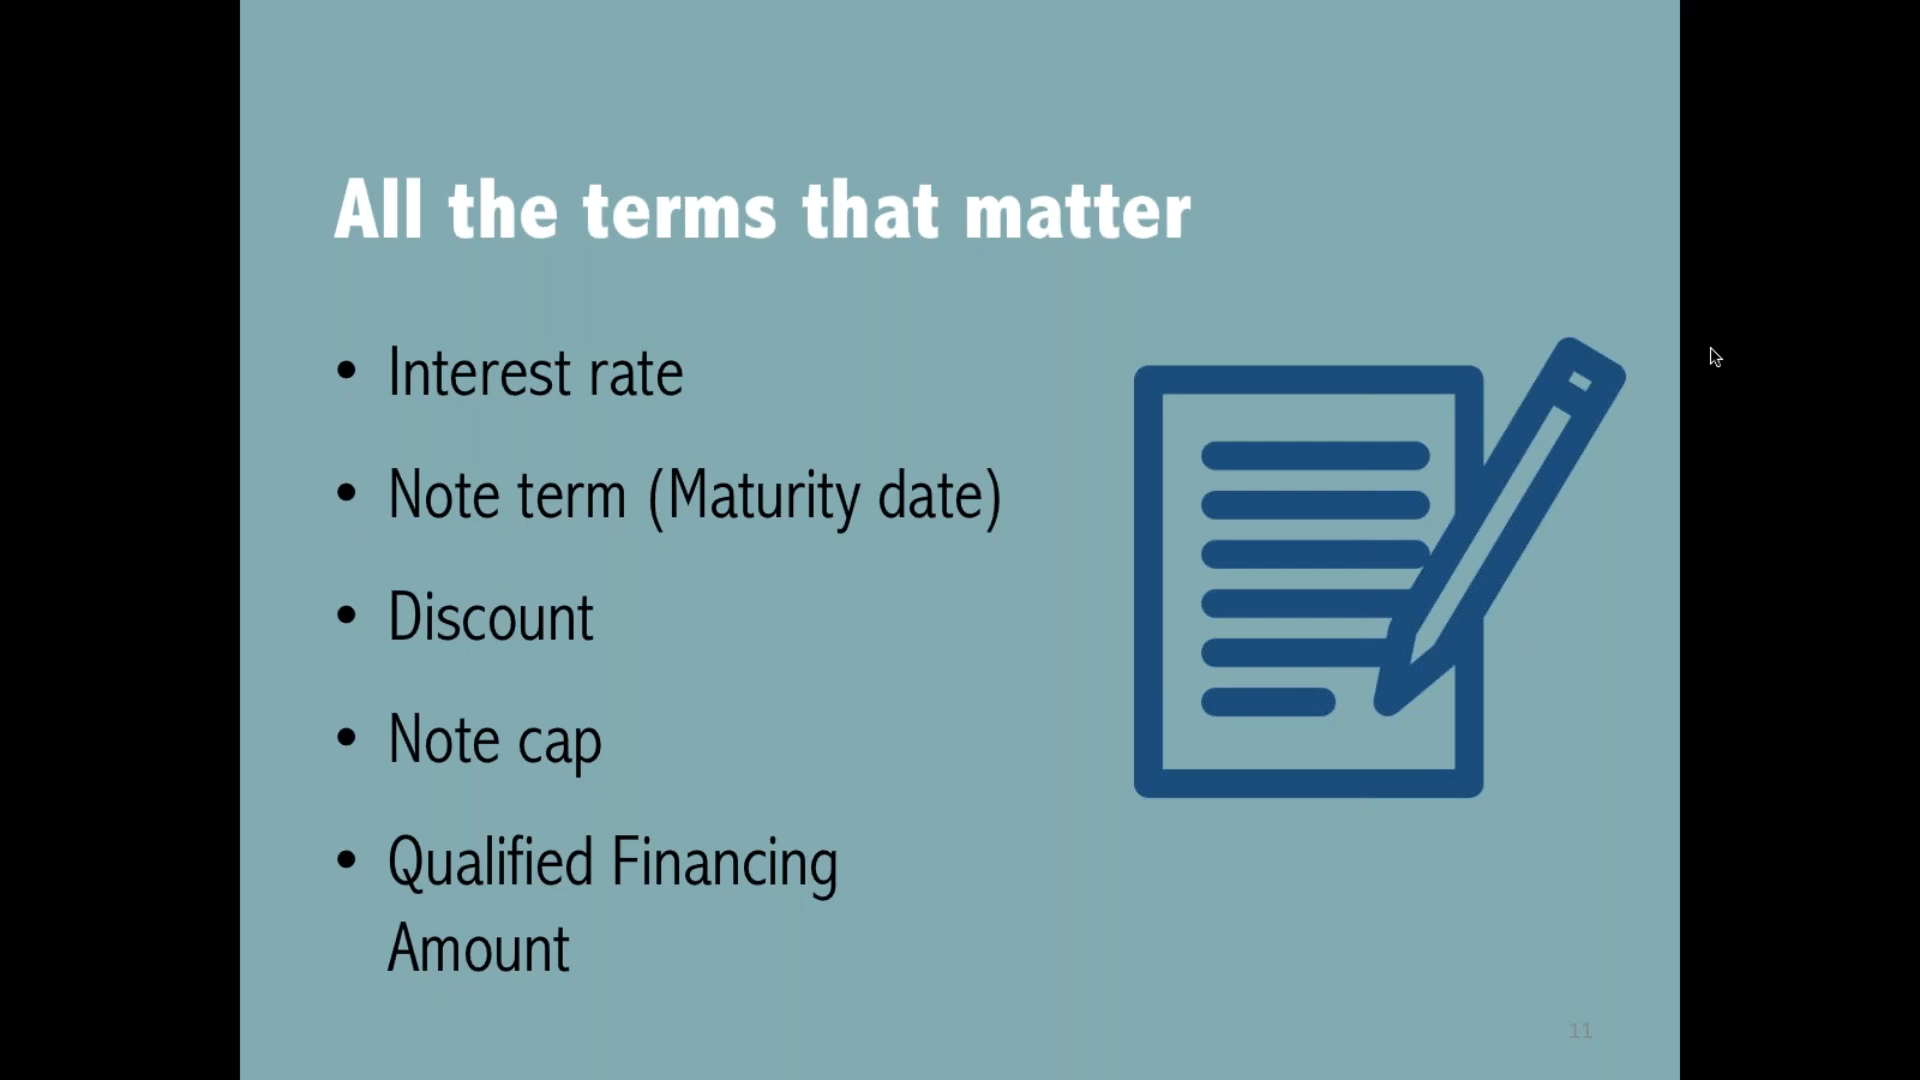 All the terms that matter
• Interest rate
• Note term (Maturity date)
• Discount
• Note cap
• Qualified Financing
Amount
11